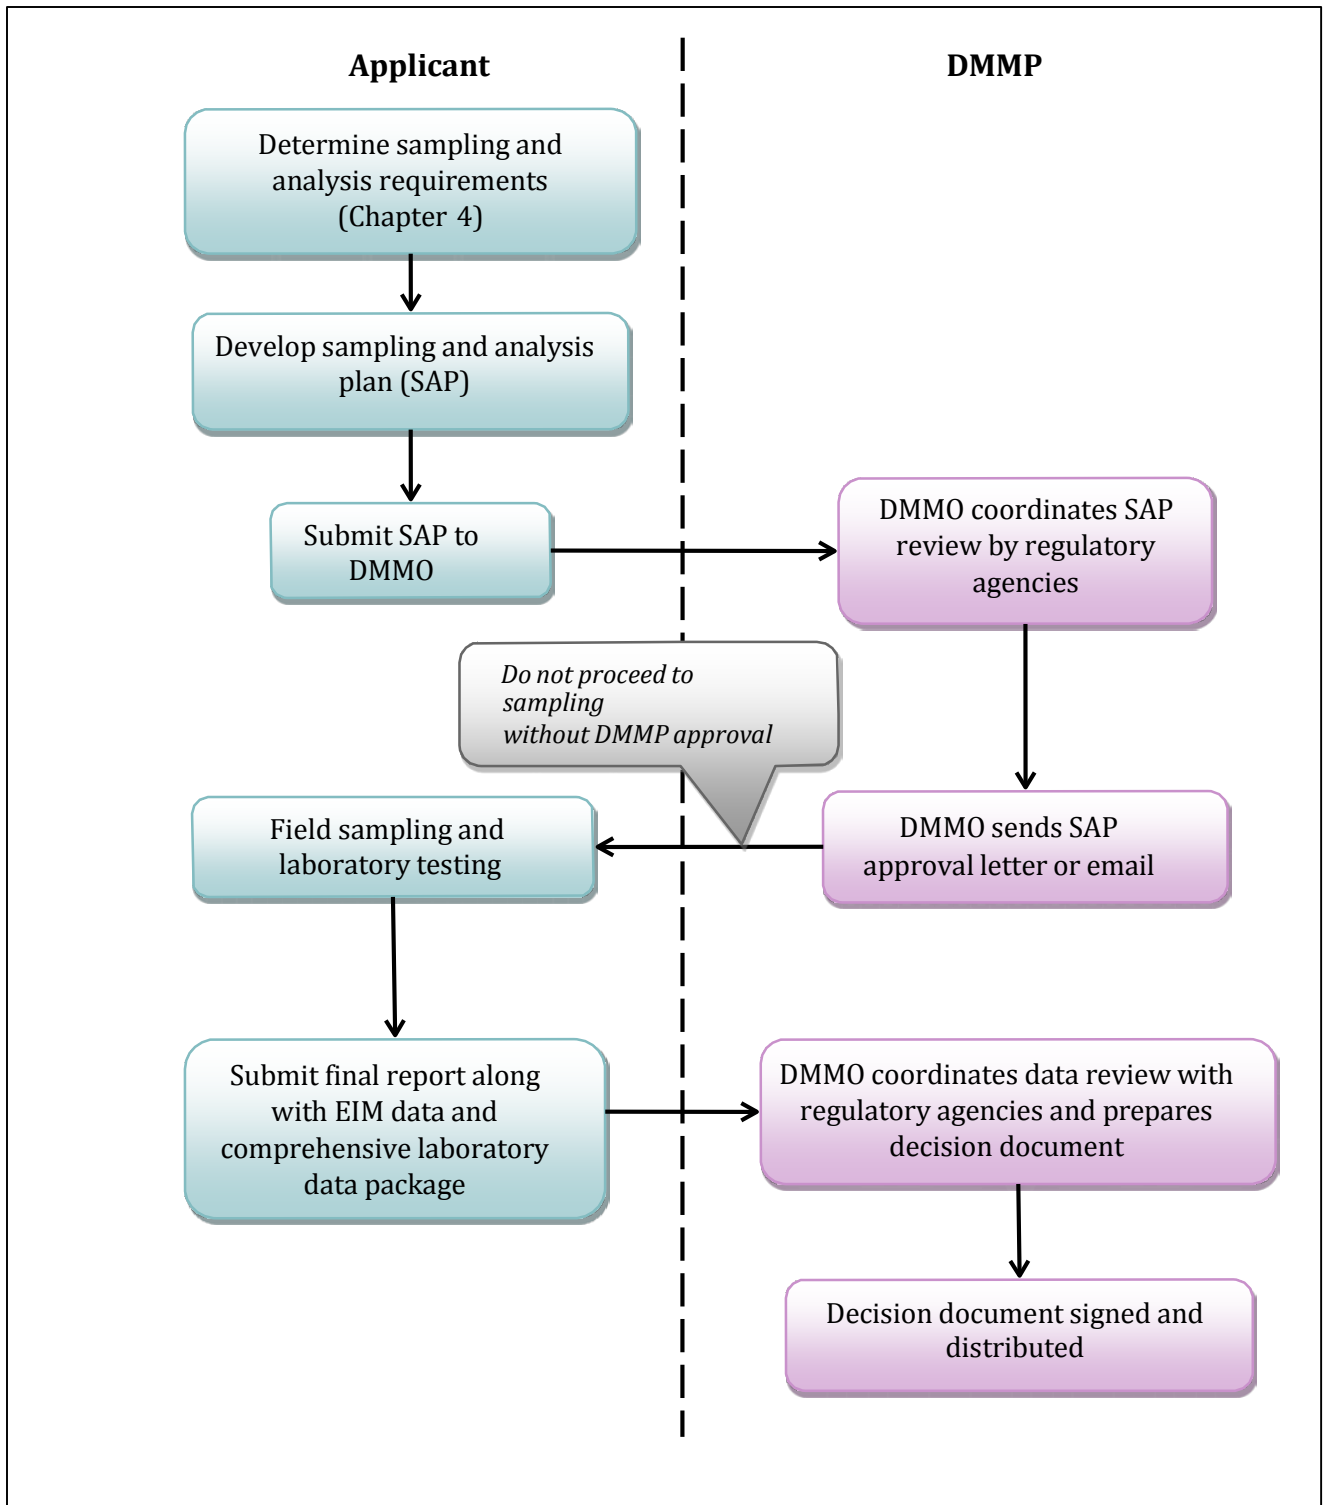 Applicant
DMMP
Determine sampling and
analysis requirements
(Chapter 4)
Develop sampling and analysis
plan (SAP)
Submit SAP to
DMMO
DMMO coordinates SAP
review by regulatory
agencies
Do not proceed to
sampling
without DMMP approval
DMMO sends SAP
approval letter or email
Field sampling and
laboratory testing
Submit final report along
with EIM data and
comprehensive laboratory
data package
DMMO coordinates data review with
regulatory agencies and prepares
decision document
Decision document signed and
distributed